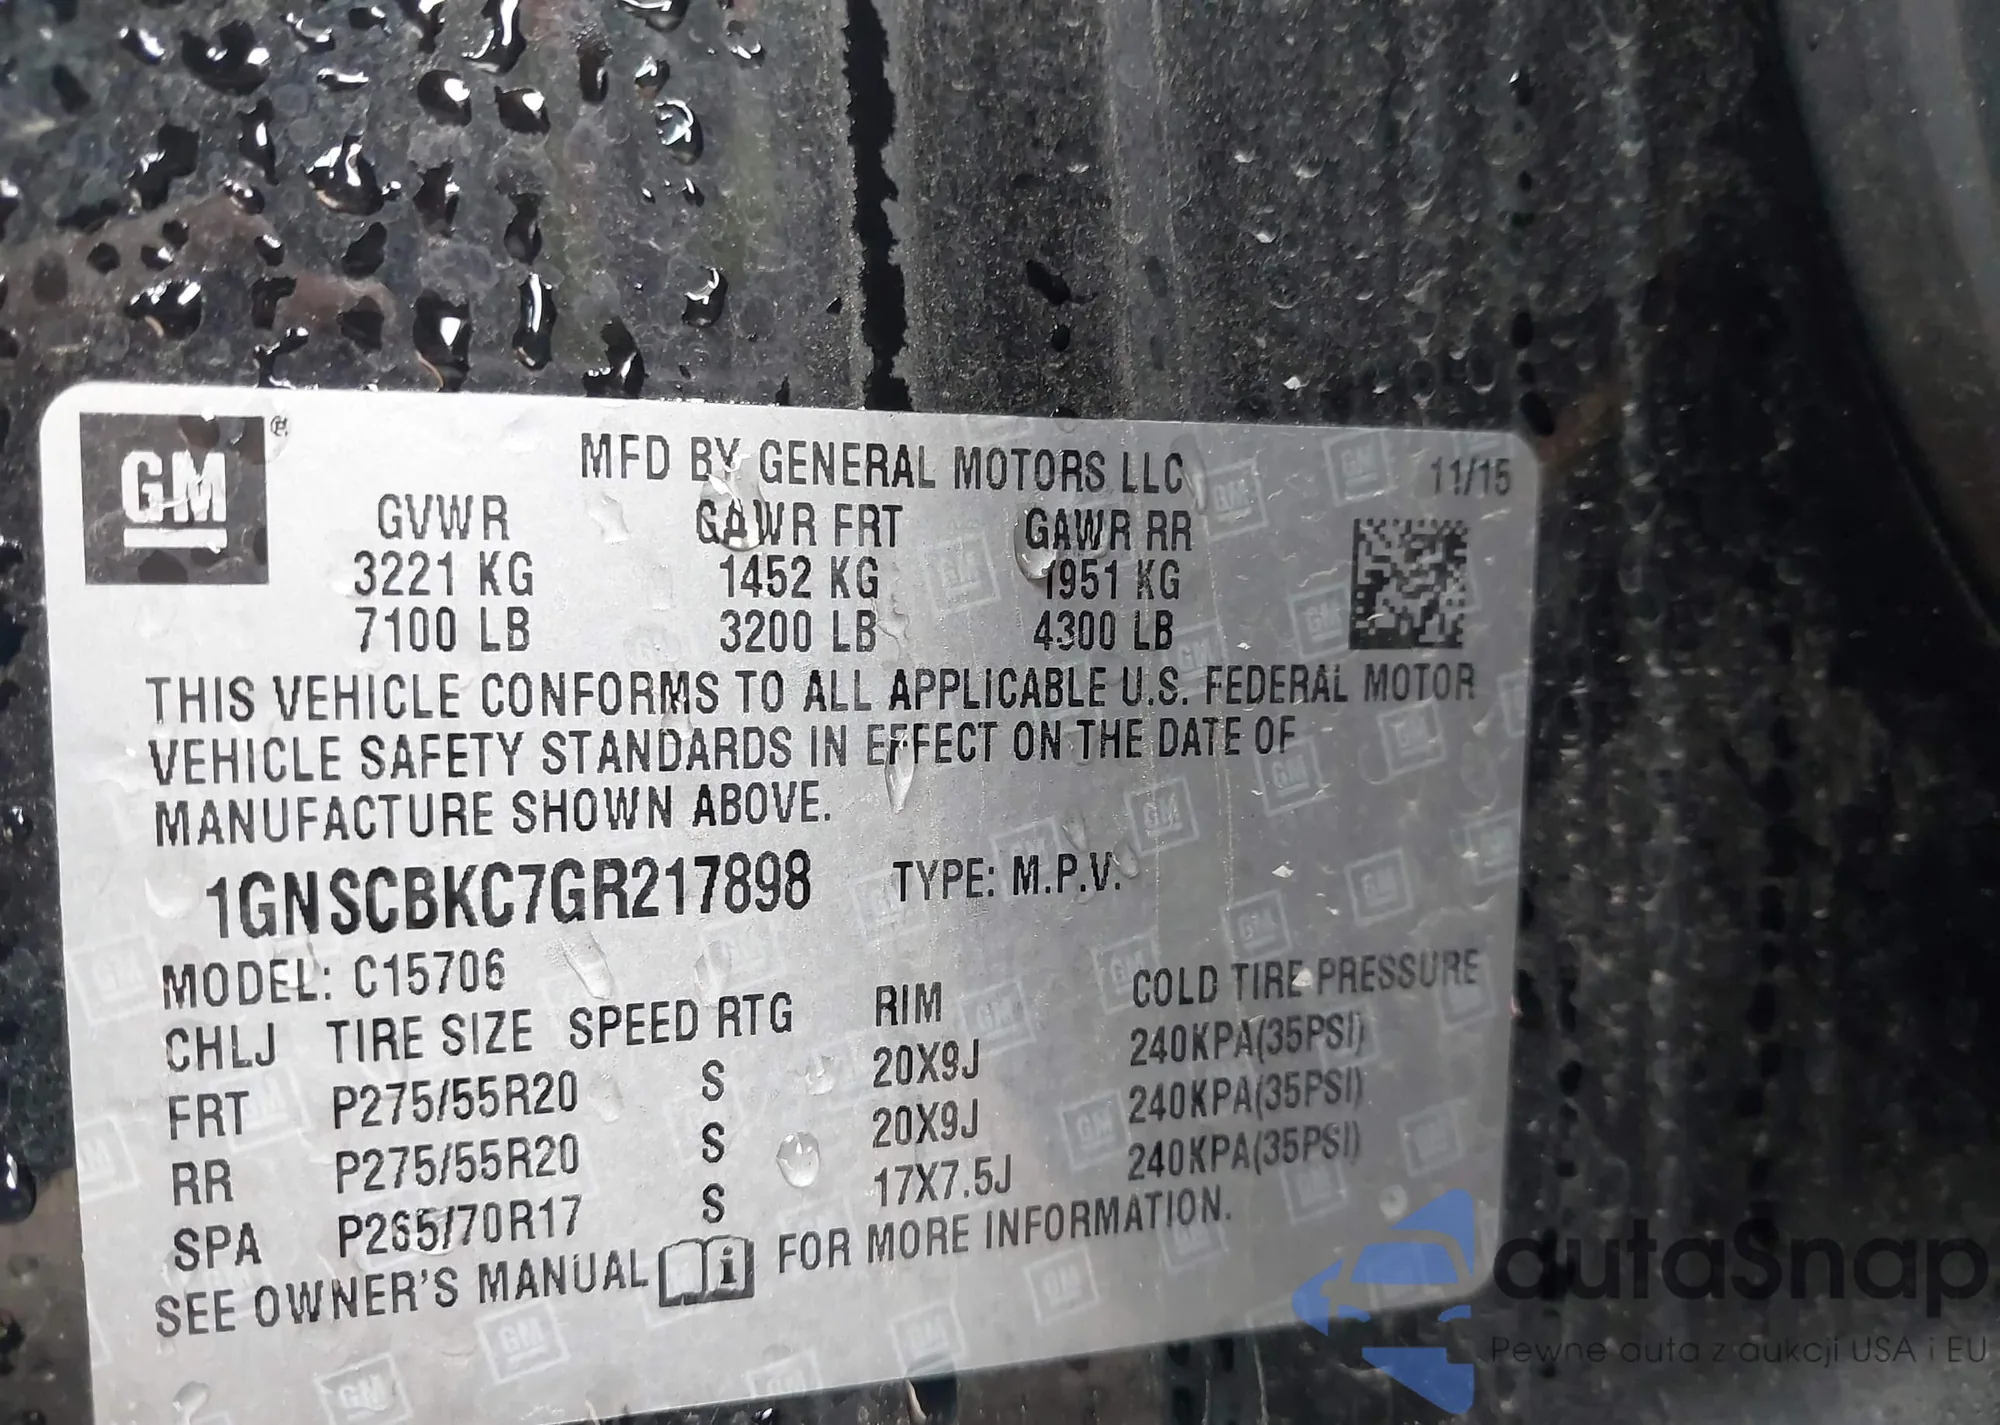 GM
MFD BY GENERAL MOTORS LLC
11/15
GVWR GAWR FRT GAWR RR
3221 KG 1452 KG 1951 KG
7100 LB 3200 LB 4300 LB
THIS VEHICLE CONFORMS TO ALL APPLICABLE U.S. FEDERAL MOTOR
VEHICLE SAFETY STANDARDS IN EFFECT ON THE DATE OF
MANUFACTURE SHOWN ABOVE.
1GNSCBKC7GR217898 TYPE: M.P.V.
MODEL: C15706
CHLJ TIRE SIZE SPEED RTG RIM COLD TIRE PRESSURE
FRT P275/55R20 S 20X9J 240KPA(35PSI)
RR P275/55R20 S 20X9J 240KPA(35PSI)
SPA P265/70R17 S 17X7.5J 240KPA(35PSI)
SEE OWNER'S MANUAL FOR MORE INFORMATION.
autaSnap
Pewne auta z aukcji USA i EU